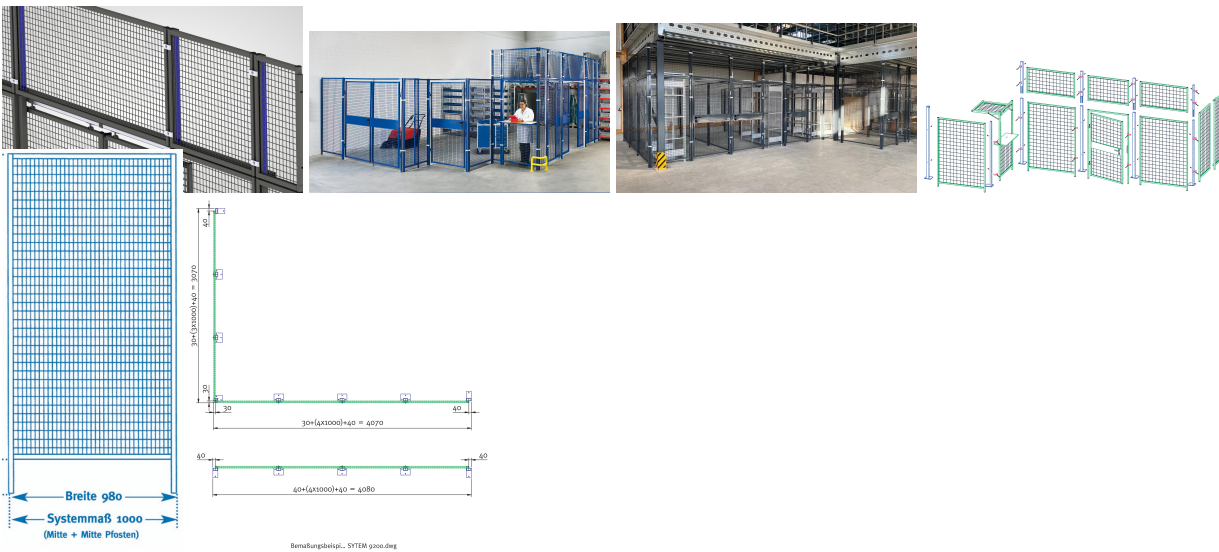 Breite 980
Systemmaß 1000
(Mitte + Mitte Pfosten)
40
30+(3x1000)+40 = 3070
30
30
40
30+(4x1000)+40 = 4070
40
40
40+(4x1000)+40 = 4080
Bemaßungsbeispi... SYTEM 9200.dwg